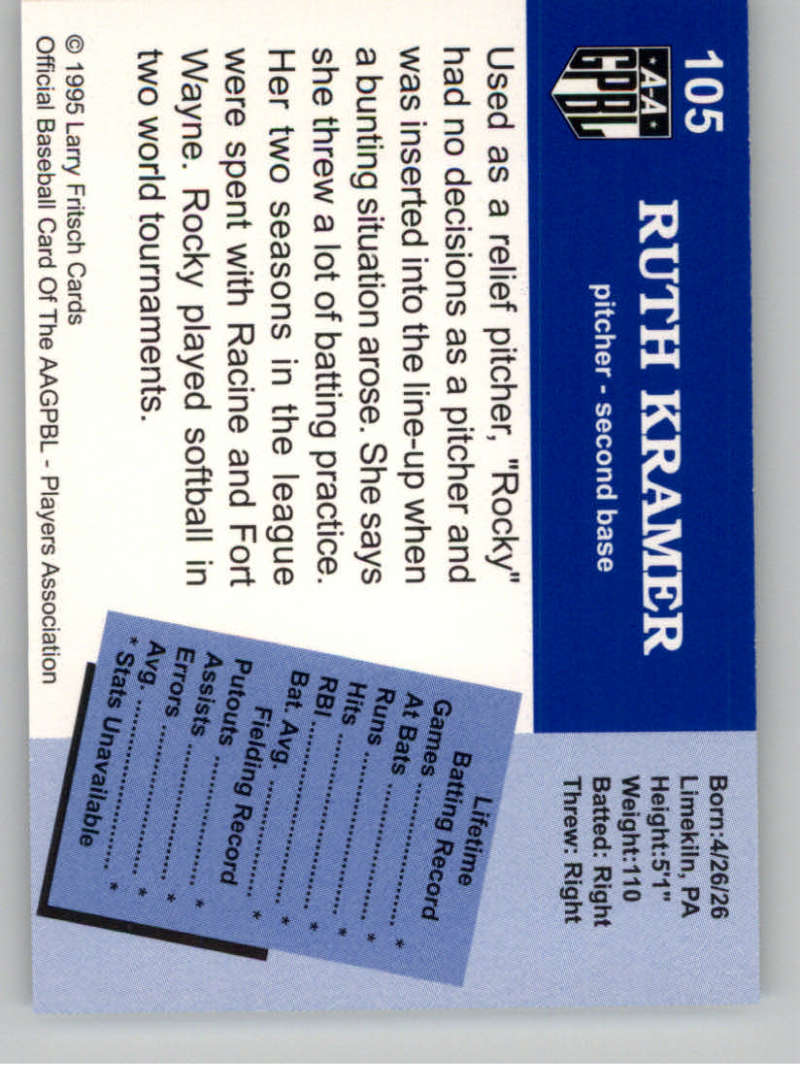 105
A-A
GPBL
RUTH KRAMER
pitcher - second base
Born:4/26/26
Limekiln, PA
Height:5'1"
Weight:110
Batted: Right
Threw: Right
Used as a relief pitcher, "Rocky"
had no decisions as a pitcher and
was inserted into the line-up when
a bunting situation arose. She says
she threw a lot of batting practice.
Her two seasons in the league
were spent with Racine and Fort
Wayne. Rocky played softball in
two world tournaments.
Lifetime
Batting Record
Games ........................ *
At Bats ........................ *
Runs ........................ *
Hits ........................ *
RBI ........................ *
Bat. Avg. ........................ *
Fielding Record
Putouts ........................ *
Assists ........................ *
Errors ........................ *
Avg. ........................ *
* Stats Unavailable
© 1995 Larry Fritsch Cards
Official Baseball Card Of The AAGPBL - Players Association